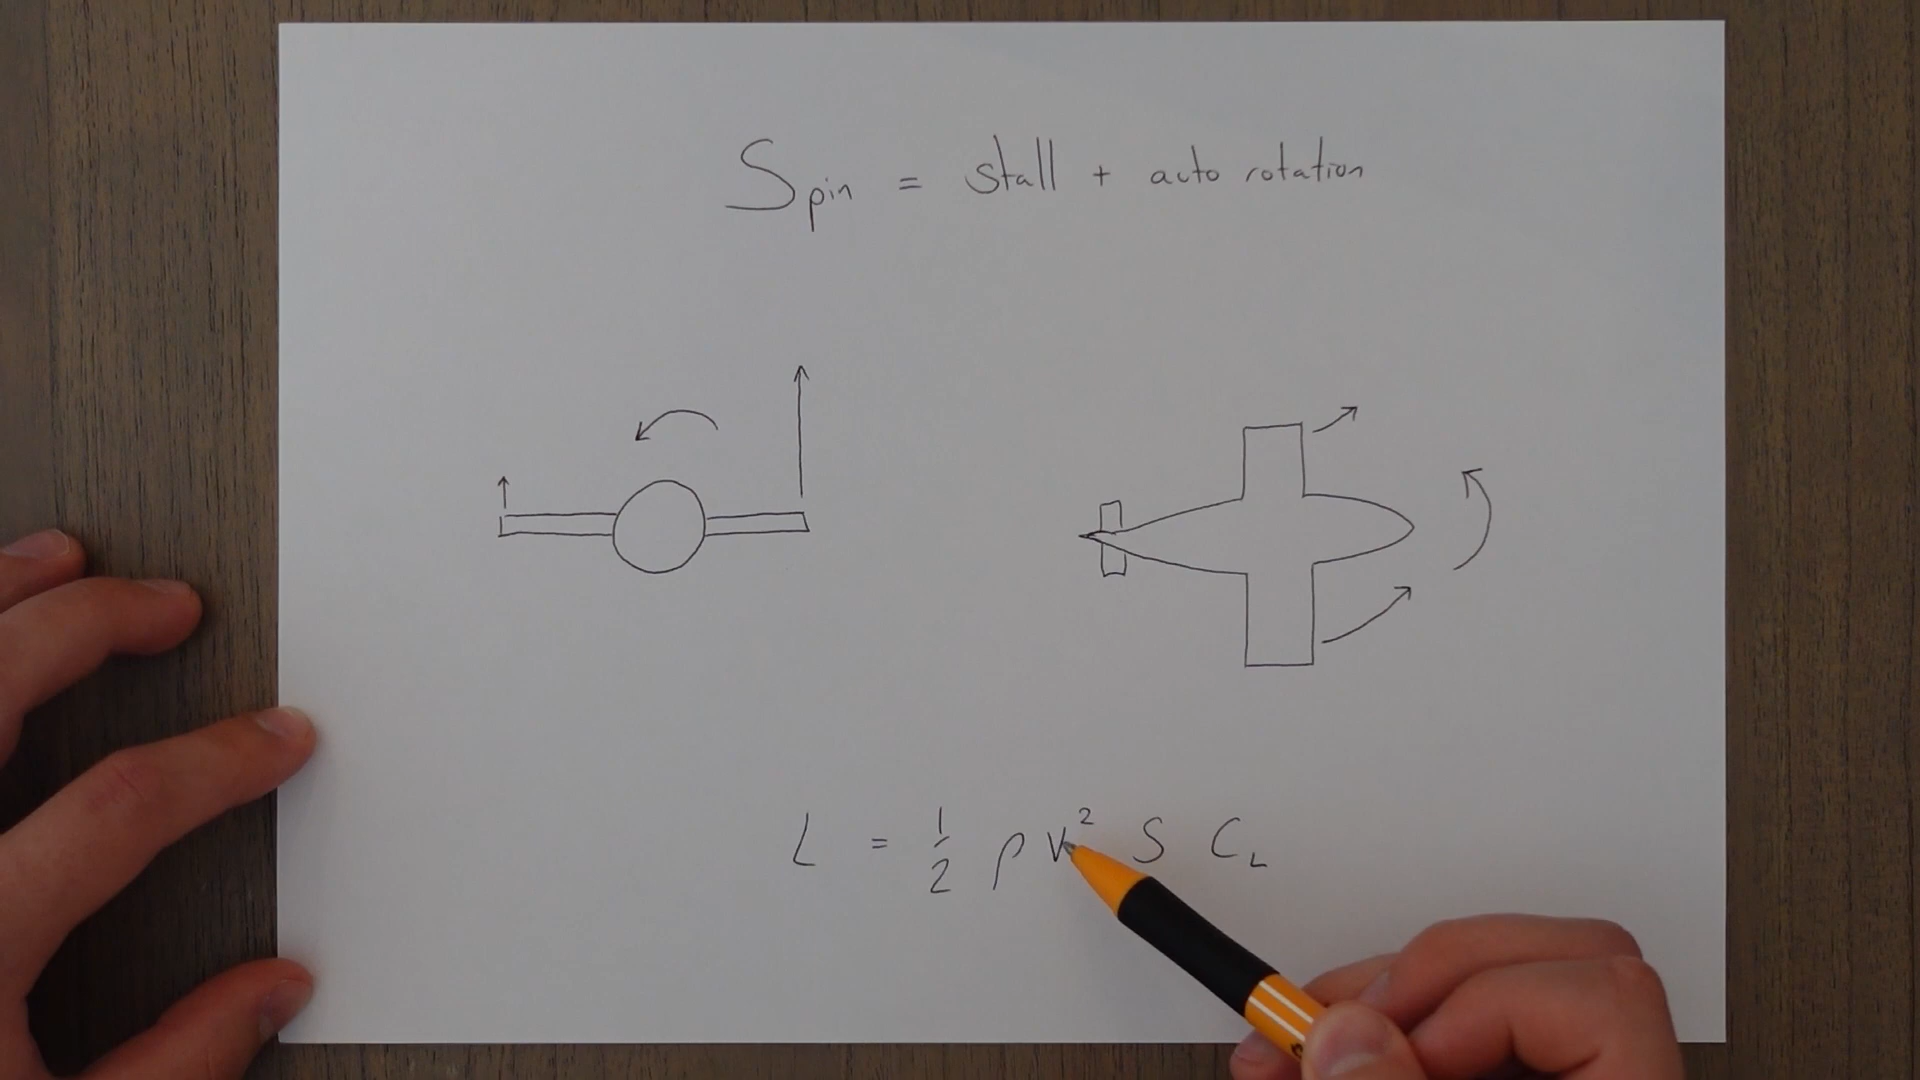 Spin = stall + auto rotation
L = 1/2 ρ v² S C_L